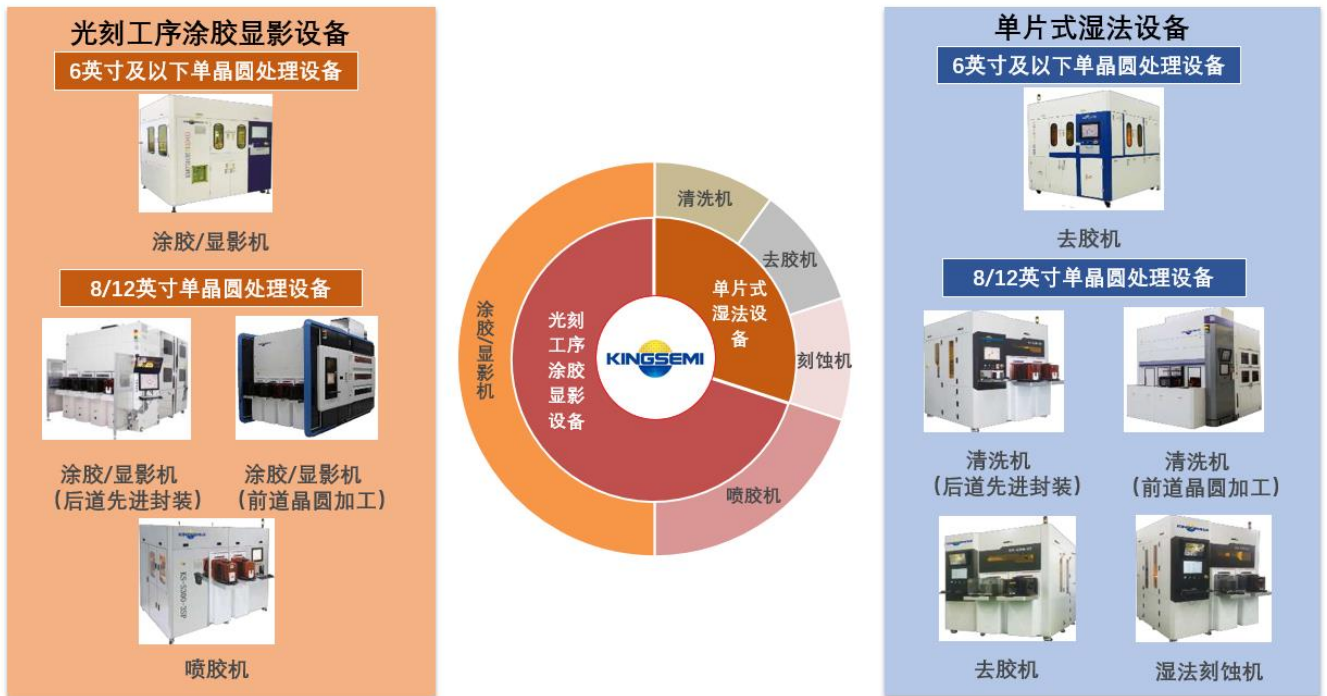 光刻工序涂胶显影设备
6英寸及以下单晶圆处理设备
涂胶/显影机
8/12英寸单晶圆处理设备
涂胶/显影机
（后道先进封装）
涂胶/显影机
（前道晶圆加工）
KINGSEMI
KS-S300-3SP
喷胶机
清洗机
去胶机
刻蚀机
喷胶机
涂胶/显影机
单片式
湿法设
备
光刻
工序
涂胶
显影
设备
KINGSEMI
单片式湿法设备
6英寸及以下单晶圆处理设备
去胶机
8/12英寸单晶圆处理设备
清洗机
（后道先进封装）
清洗机
（前道晶圆加工）
KINGSEMI
去胶机
KINGSEMI
湿法刻蚀机